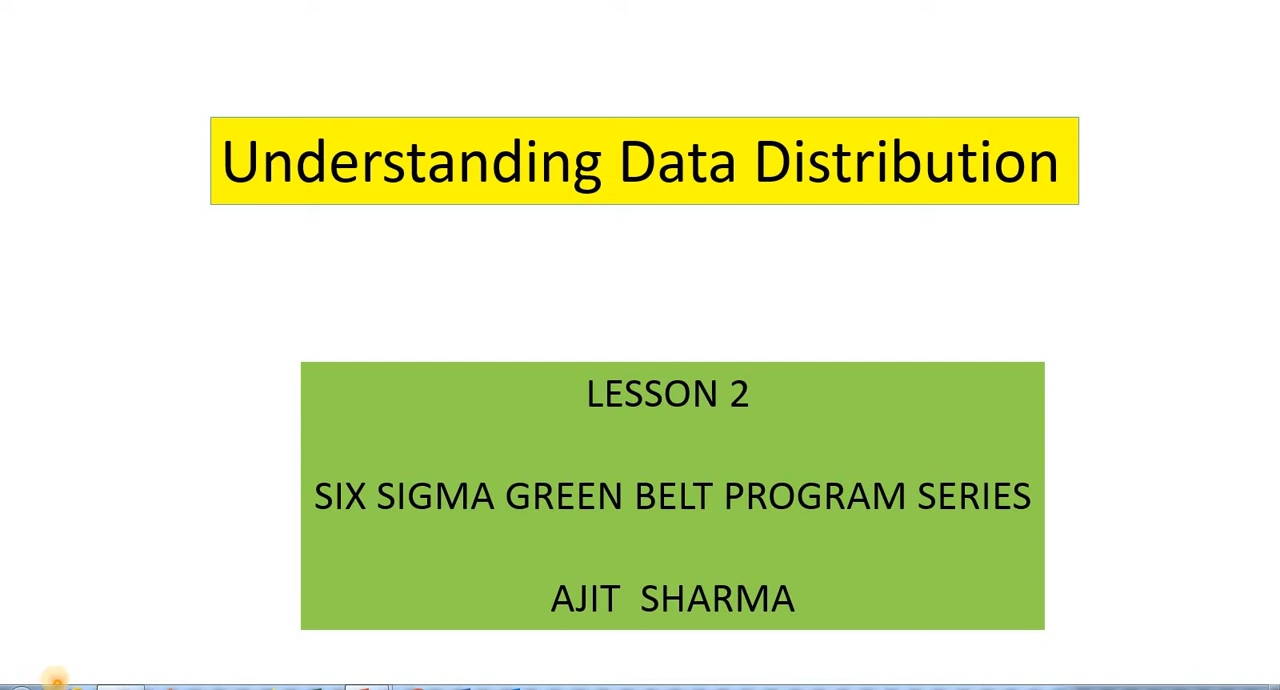 Understanding Data Distribution
LESSON 2
SIX SIGMA GREEN BELT PROGRAM SERIES
AJIT SHARMA